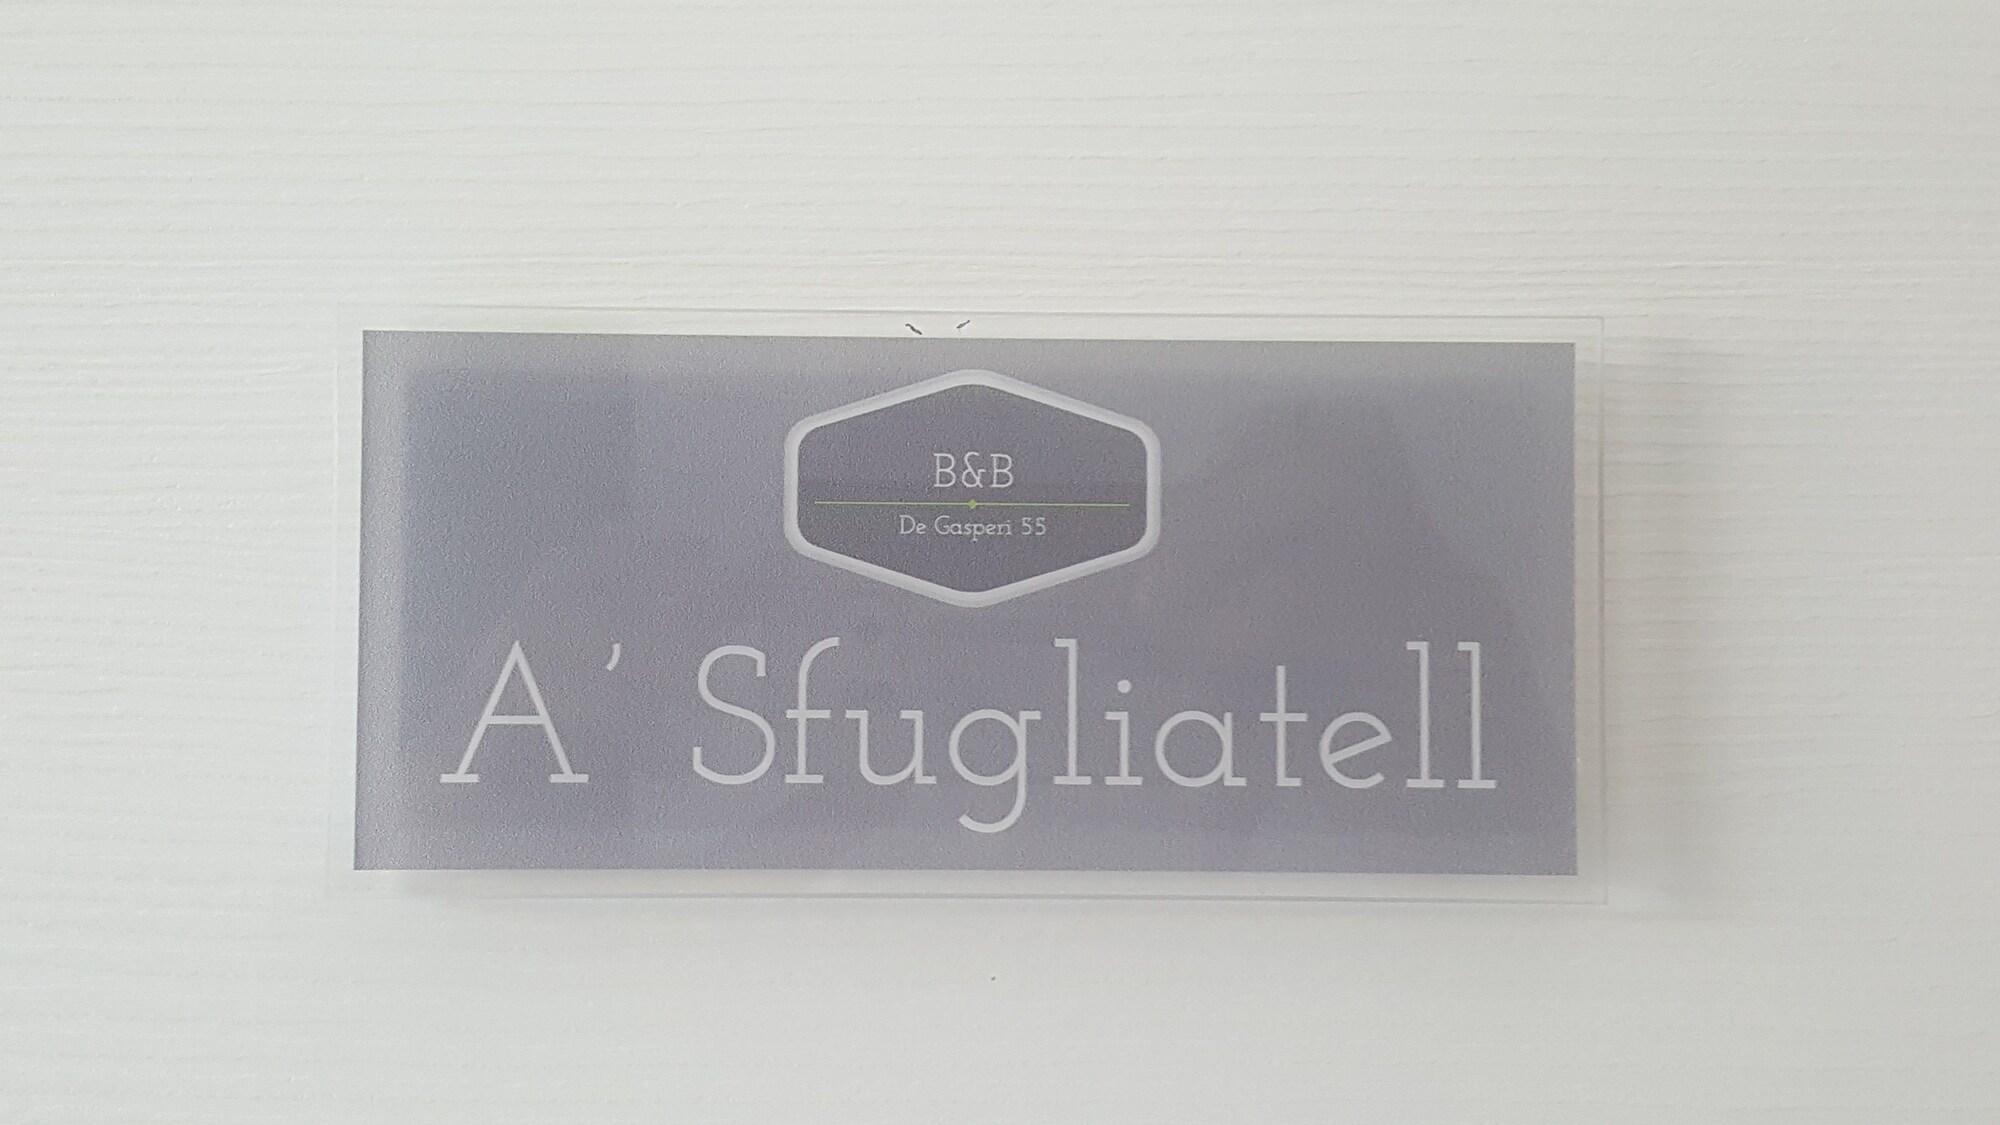 B&B
De Gasperi 55
A' Sfugliatell